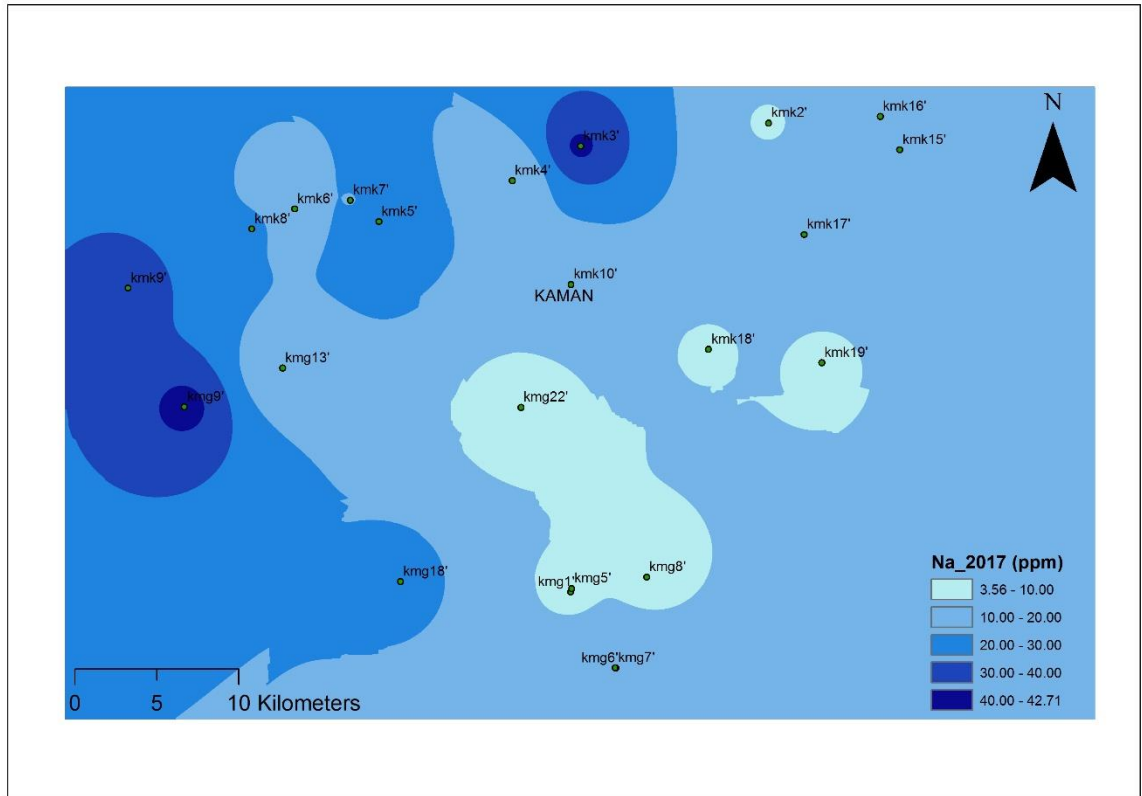 N
kmk2'
kmk16'
kmk3'
kmk15'
kmk4'
kmk7'
kmk6'
kmk5'
kmk8'
kmk17'
kmk10'
KAMAN
kmk9'
kmk18'
kmk19'
kmg13'
kmg22'
kmg9'
kmg18'
kmg1' kmg5'
kmg8'
kmg6' kmg7'
Na_2017 (ppm)
3.56 - 10.00
10.00 - 20.00
20.00 - 30.00
30.00 - 40.00
40.00 - 42.71
0 5 10 Kilometers